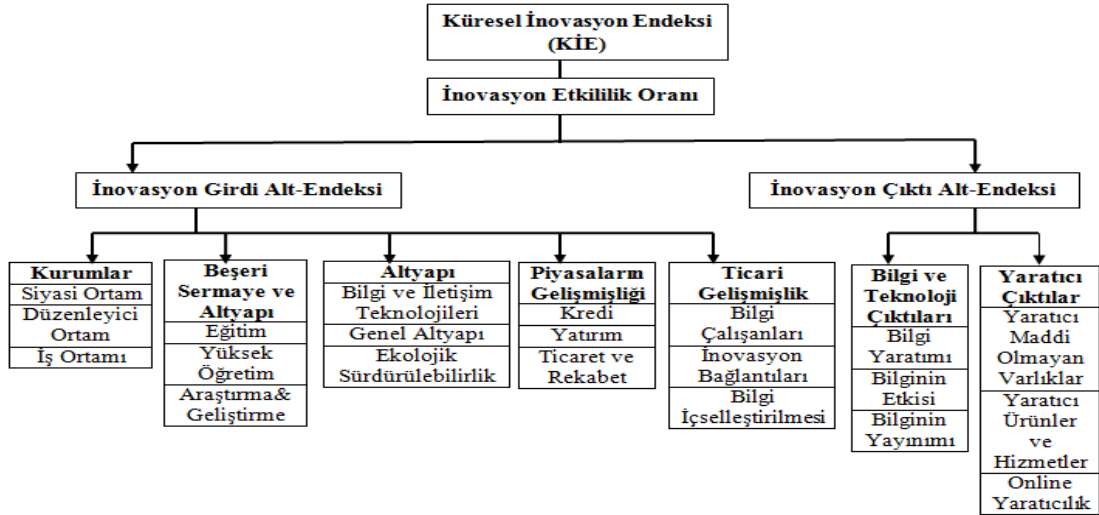 Küresel İnovasyon Endeksi
(KİE)
İnovasyon Etkililik Oranı
İnovasyon Girdi Alt-Endeksi
İnovasyon Çıktı Alt-Endeksi
Kurumlar
Siyasi Ortam
Düzenleyici
Ortam
İş Ortamı
Beşeri
Sermaye ve
Altyapı
Eğitim
Yüksek
Öğretim
Araştırma&
Geliştirme
Altyapı
Bilgi ve İletişim
Teknolojileri
Genel Altyapı
Ekolojik
Sürdürülebilirlik
Piyasaların
Gelişmişliği
Kredi
Yatırım
Ticaret ve
Rekabet
Ticari
Gelişmişlik
Bilgi
Çalışanları
İnovasyon
Bağlantıları
Bilgi
İçselleştirilmesi
Bilgi ve
Teknoloji
Çıktıları
Bilgi
Yaratımı
Bilginin
Etkisi
Bilginin
Yayınımı
Yaratıcı
Çıktılar
Yaratıcı
Maddi
Olmayan
Varlıklar
Yaratıcı
Ürünler
ve
Hizmetler
Online
Yaratıcılık